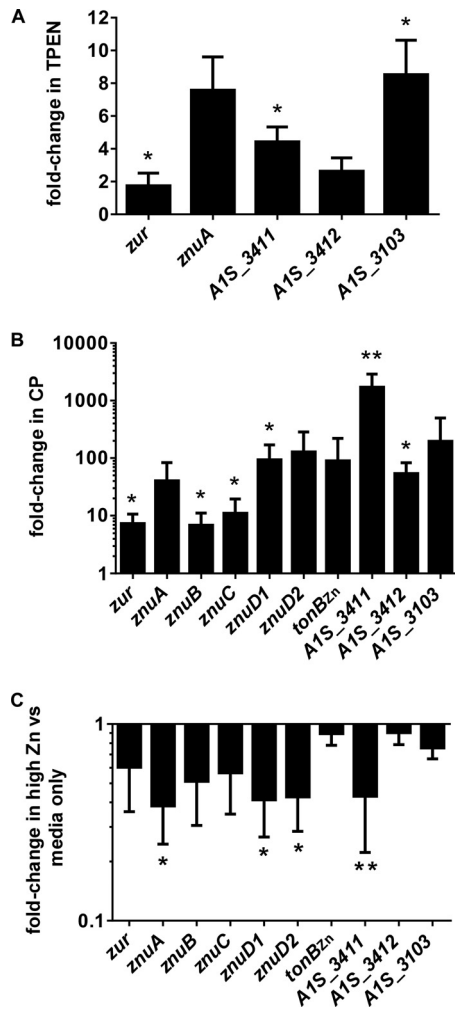 A
fold-change in TPEN
12
10
8
6
4
2
0
*
*
*
zur
znuA
A1S_3411
A1S_3412
A1S_3103
B
fold-change in CP
10000
1000
100
10
1
*
*
*
*
**
*
zur
znuA
znuB
znuC
znuD1
znuD2
tonBZn
A1S_3411
A1S_3412
A1S_3103
C
fold-change in high Zn vs
media only
1
0.1
*
*
*
**
zur
znuA
znuB
znuC
znuD1
znuD2
tonBZn
A1S_3411
A1S_3412
A1S_3103